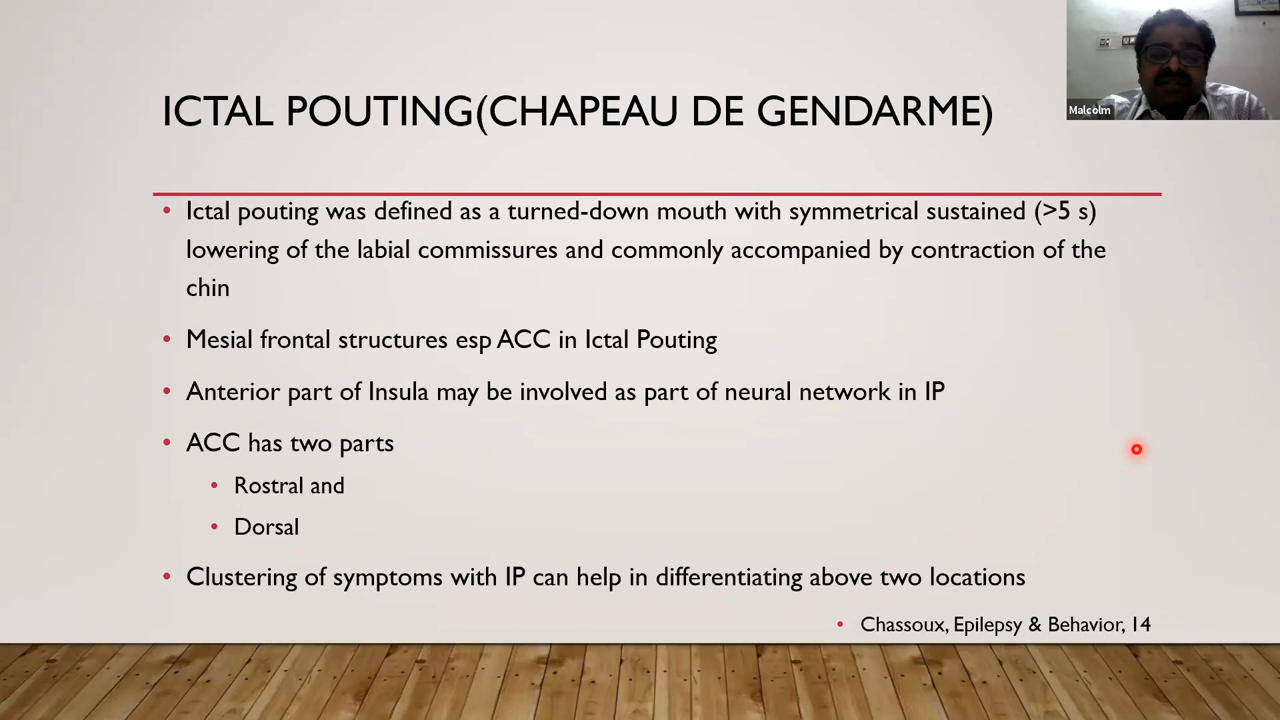 ICTAL POUTING(CHAPEAU DE GENDARME)
Malcolm
• Ictal pouting was defined as a turned-down mouth with symmetrical sustained (>5 s)
lowering of the labial commissures and commonly accompanied by contraction of the
chin
• Mesial frontal structures esp ACC in Ictal Pouting
• Anterior part of Insula may be involved as part of neural network in IP
• ACC has two parts
• Rostral and
• Dorsal
• Clustering of symptoms with IP can help in differentiating above two locations
• Chassoux, Epilepsy & Behavior, 14